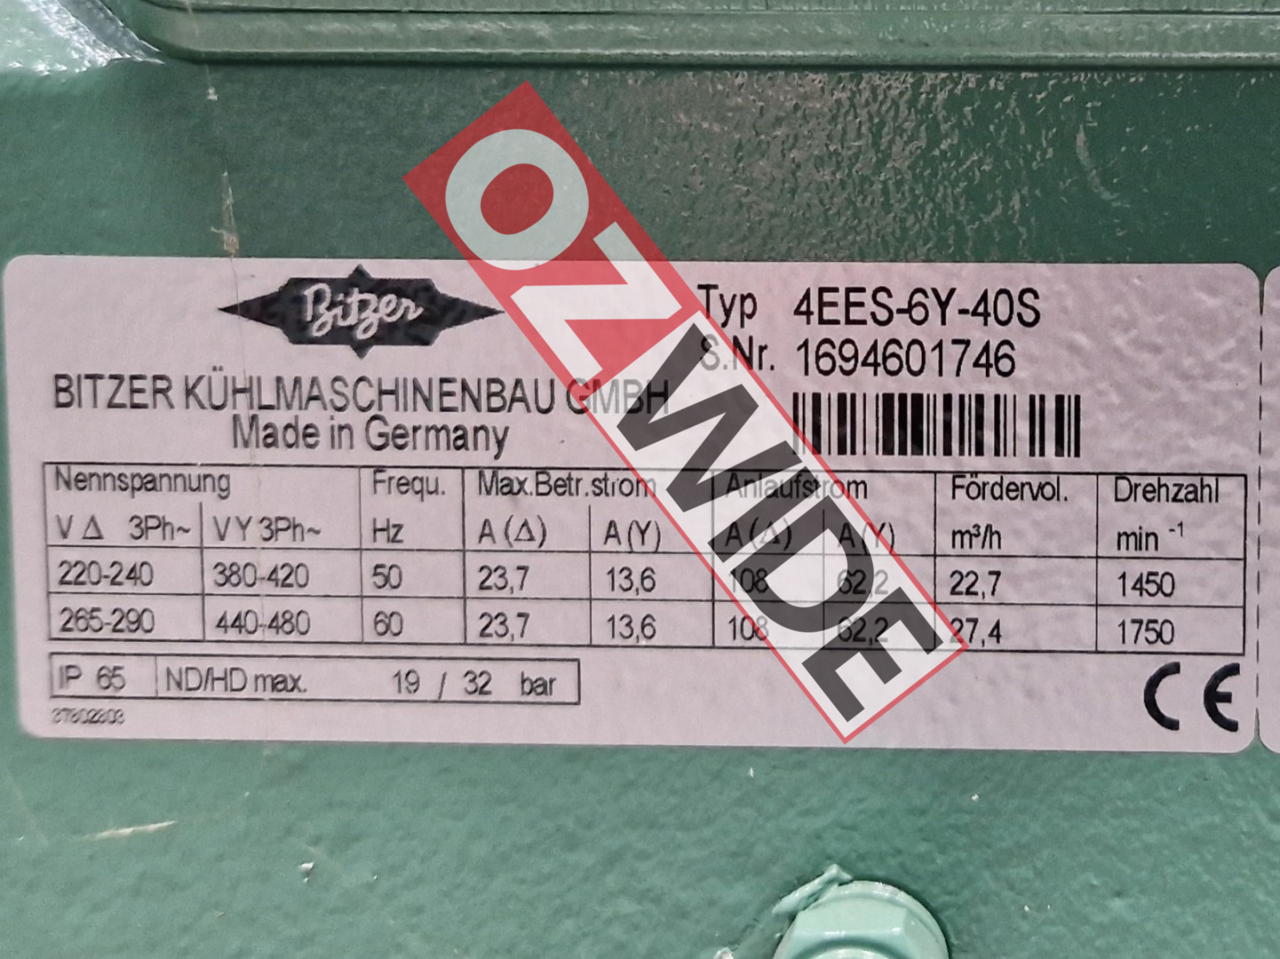 Bitzer
Typ 4EES-6Y-40S
S.Nr. 1694601746
BITZER KÜHLMASCHINENBAU GMBH
Made in Germany
Nennspannung Frequ. Max.Betr.strom Anlaufstrom Fördervol. Drehzahl
V Δ 3Ph~ V Y 3Ph~ Hz A (Δ) A (Y) A (Δ) A (Y) m³/h min -1
220-240 380-420 50 23,7 13,6 108 62,2 22,7 1450
265-290 440-480 60 23,7 13,6 108 62,2 27,4 1750
IP 65 ND/HD max. 19 / 32 bar
CE
OZWIDE